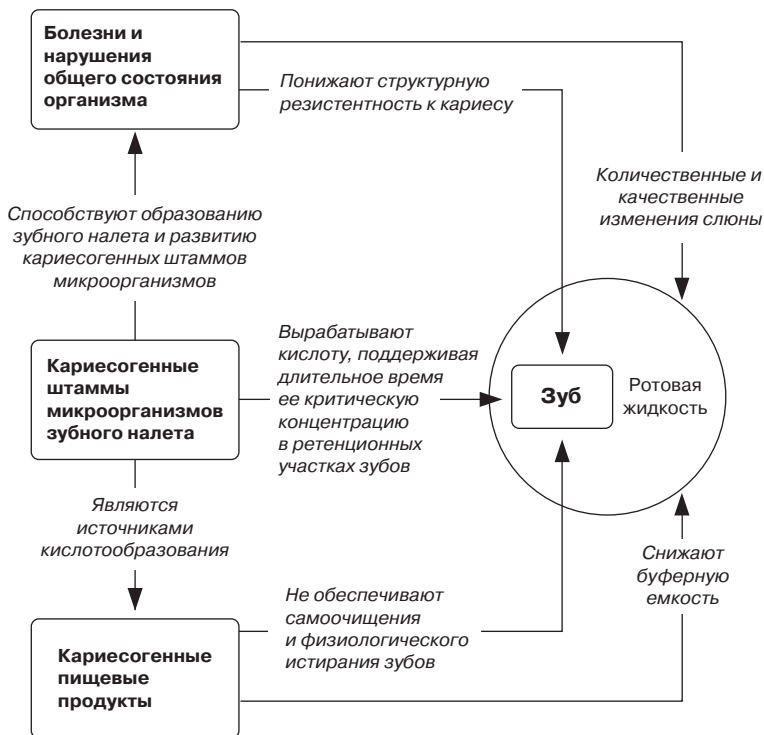 Болезни и
нарушения
общего состояния
организма
Понижают структурную
резистентность к кариесу
Количественные и
качественные
изменения слюны
Способствуют образованию
зубного налета и развитию
кариесогенных штаммов
микроорганизмов
Кариесогенные
штаммы
микроорганизмов
зубного налета
Вырабатывают
кислоту, поддерживая
длительное время
ее критическую
концентрацию
в ретенционных
участках зубов
Зуб
Ротовая
жидкость
Являются
источниками
кислотообразования
Снижают
буферную
емкость
Не обеспечивают
самоочищения
и физиологического
истирания зубов
Кариесогенные
пищевые
продукты